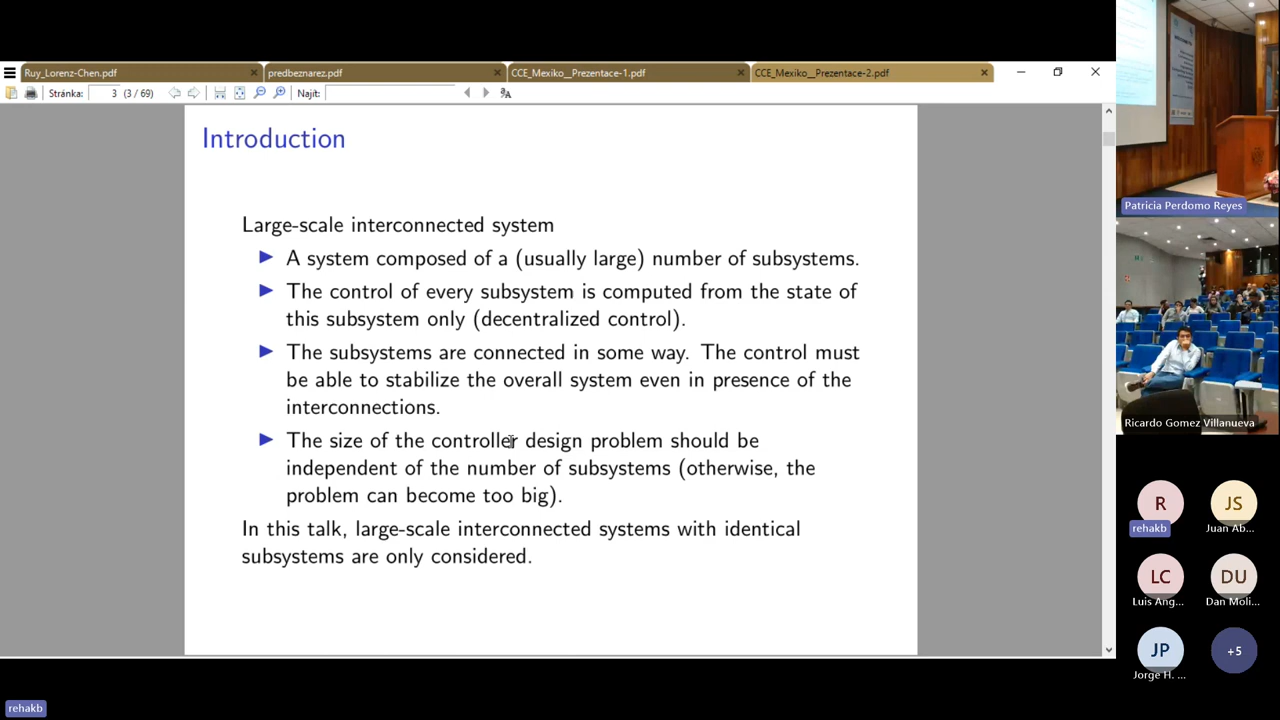 Ruy_Lorenz-Chen.pdf
predbeznarez.pdf
CCE_Mexiko__Prezentace-1.pdf
CCE_Mexiko__Prezentace-2.pdf
Stránka: 3 (3 / 69)
Najít:
Introduction
Large-scale interconnected system
A system composed of a (usually large) number of subsystems.
The control of every subsystem is computed from the state of
this subsystem only (decentralized control).
The subsystems are connected in some way. The control must
be able to stabilize the overall system even in presence of the
interconnections.
The size of the controller design problem should be
independent of the number of subsystems (otherwise, the
problem can become too big).
In this talk, large-scale interconnected systems with identical
subsystems are only considered.
Patricia Perdomo Reyes
Ricardo Gomez Villanueva
R
rehakb
JS
Juan Ab...
LC
Luis Ang...
DU
Dan Moli...
JP
Jorge H. ...
+5
rehakb